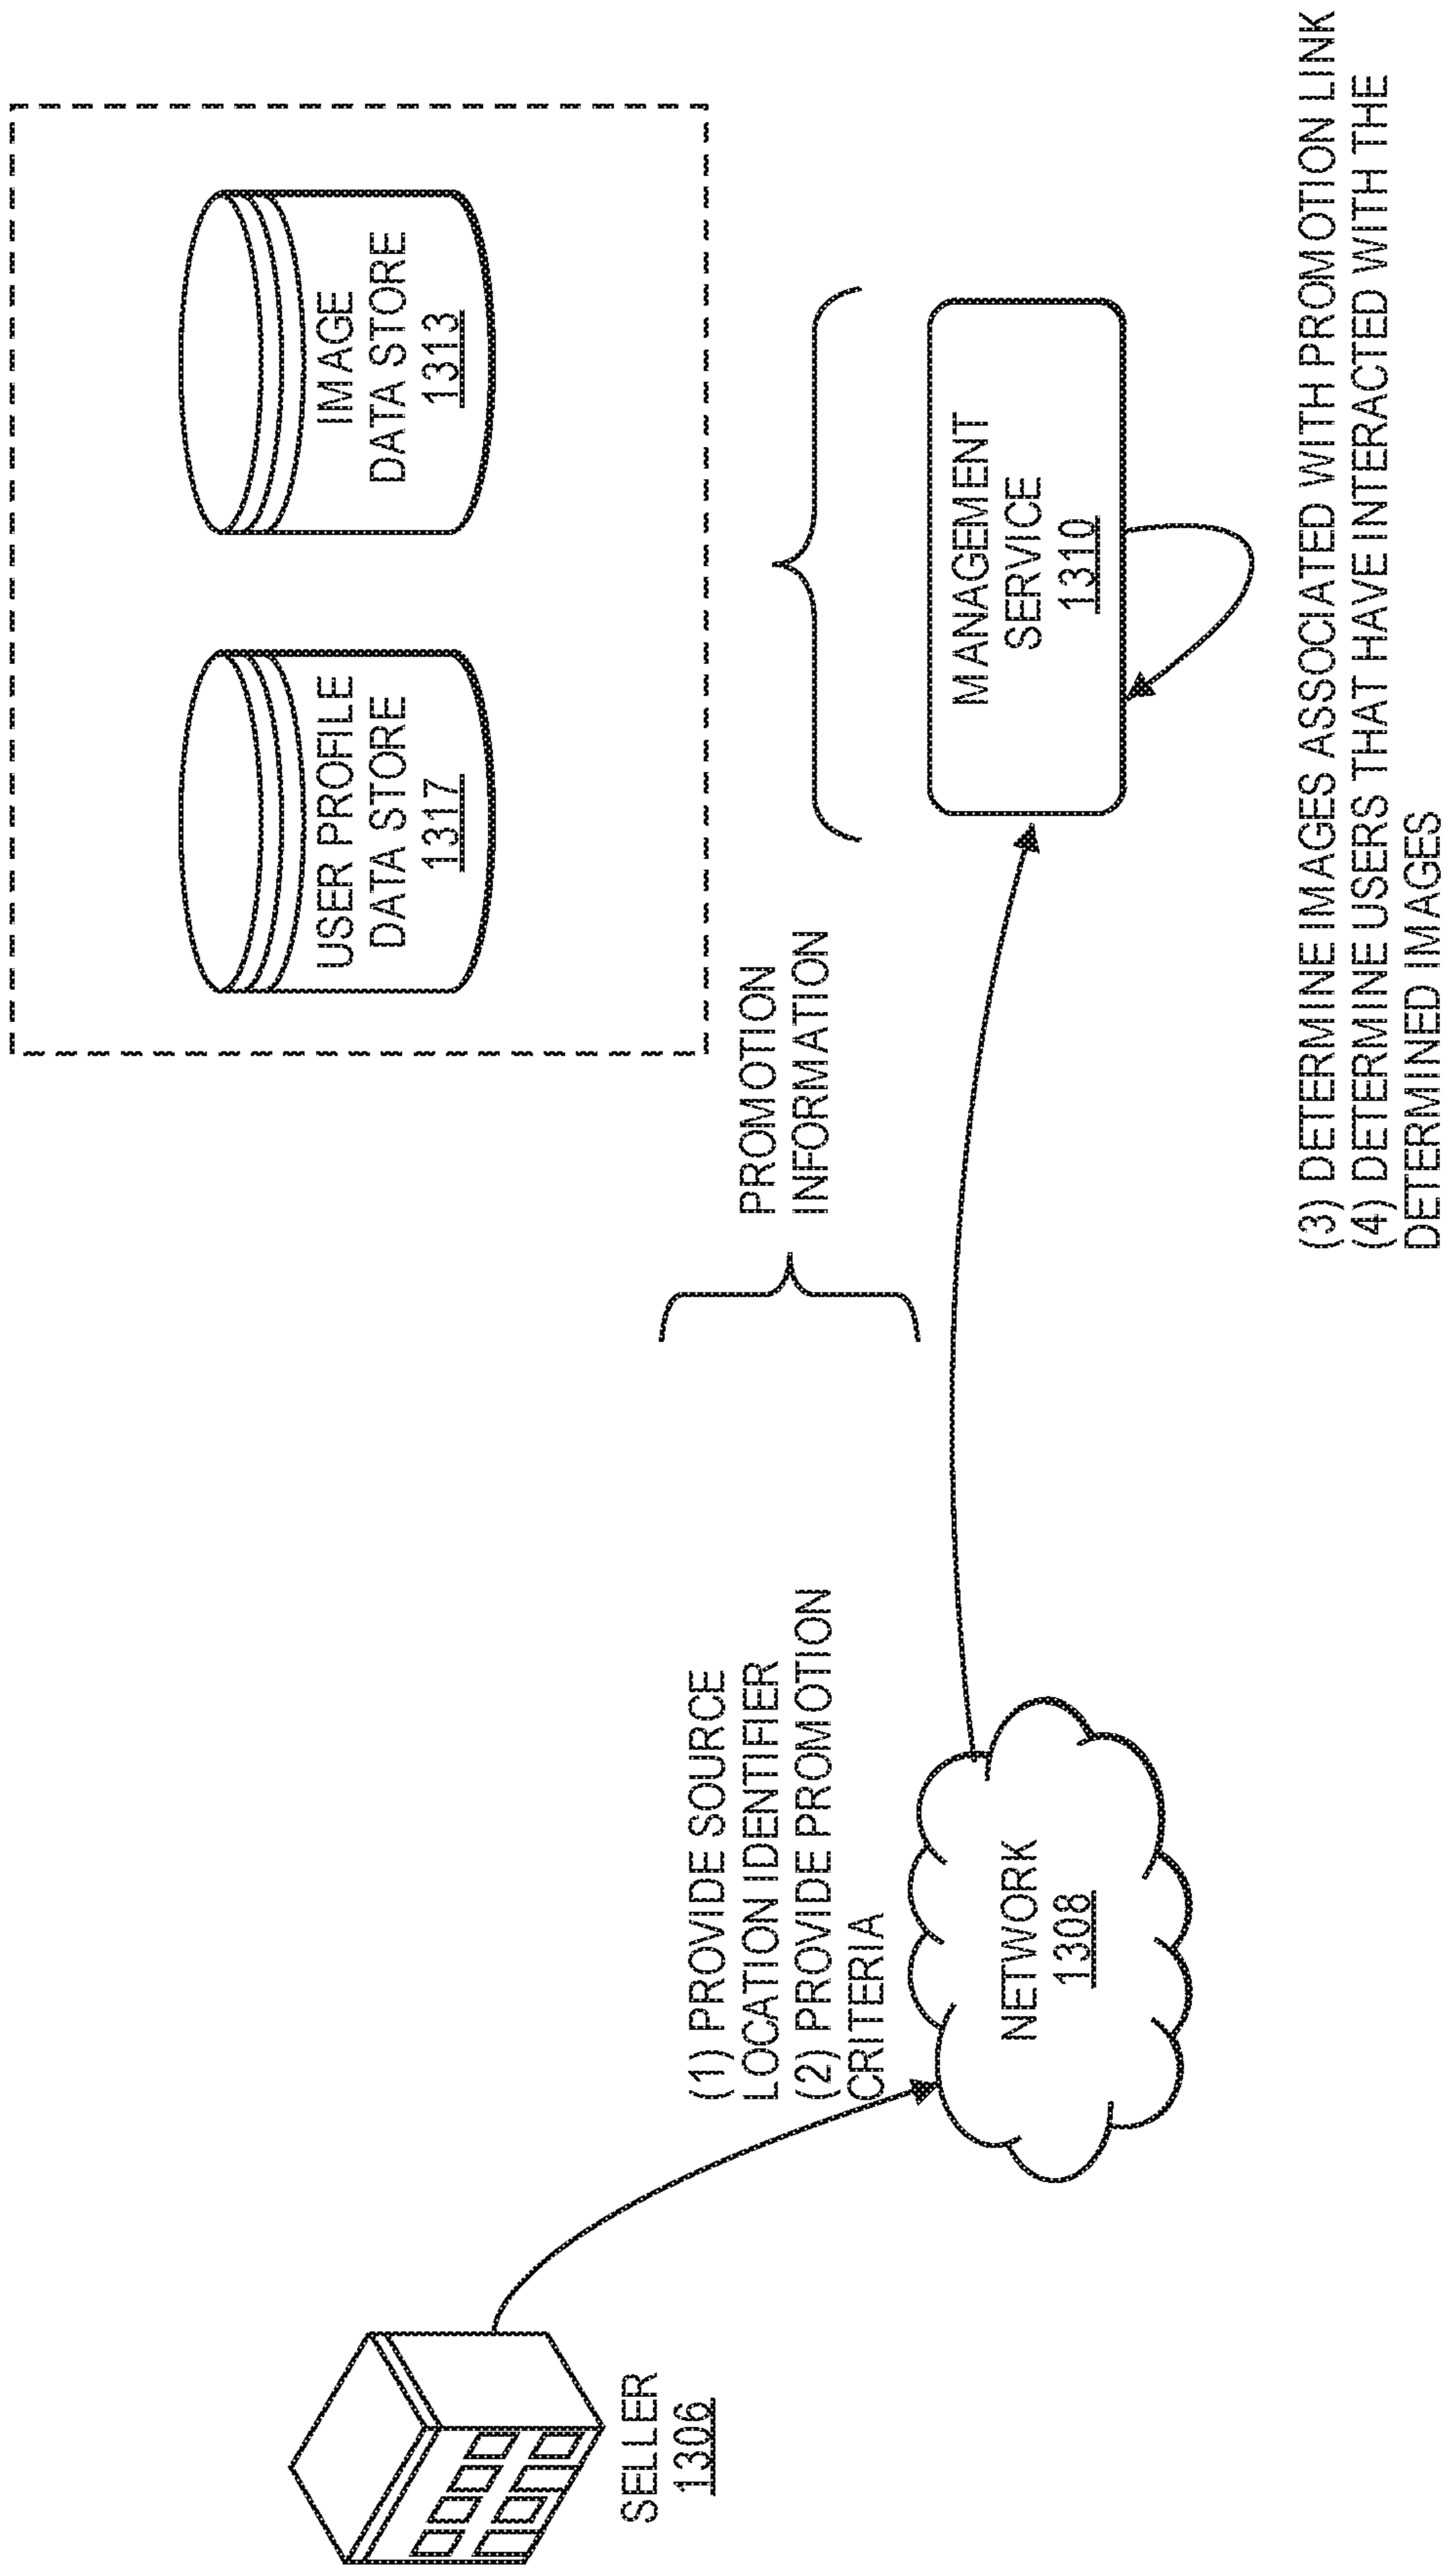 USER PROFILE
DATA STORE
1317
IMAGE
DATA STORE
1313
SELLER
1306
(1) PROVIDE SOURCE
LOCATION IDENTIFIER
(2) PROVIDE PROMOTION
CRITERIA
PROMOTION
INFORMATION
NETWORK
1308
MANAGEMENT
SERVICE
1310
(3) DETERMINE IMAGES ASSOCIATED WITH PROMOTION LINK
(4) DETERMINE USERS THAT HAVE INTERACTED WITH THE
DETERMINED IMAGES